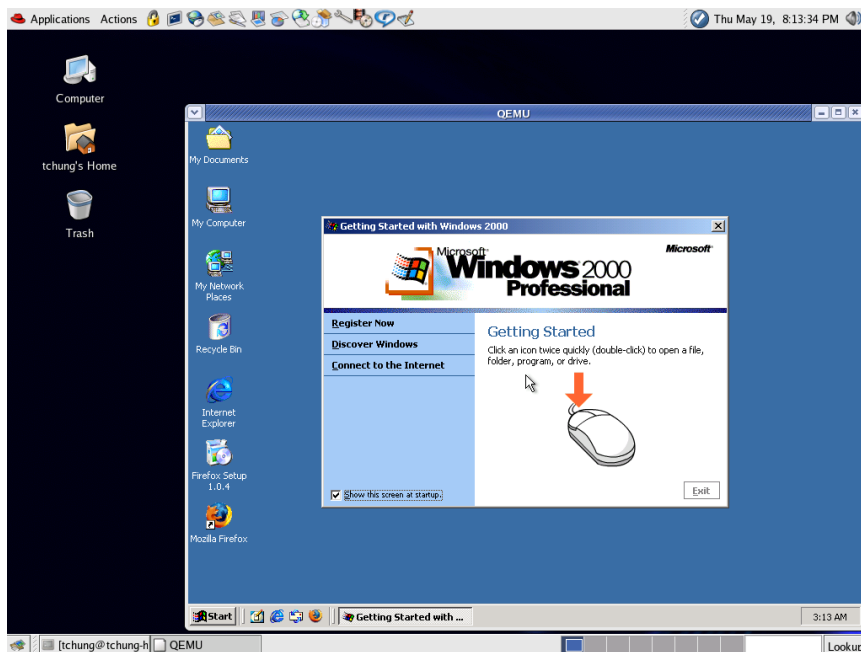 Applications Actions Thu May 19, 8:13:34 PM
Computer
tchung's Home
Trash
QEMU
My Documents
My Computer
My Network
Places
Recycle Bin
Internet
Explorer
Firefox Setup
1.0.4
Mozilla Firefox
Getting Started with Windows 2000
Microsoft
Microsoft
Windows 2000
Professional
Register Now
Discover Windows
Connect to the Internet
Getting Started
Click an icon twice quickly (double-click) to open a file,
folder, program, or drive.
Show this screen at startup.
Exit
Start Getting Started with ... 3:13 AM
[tchung@tchung-h QEMU Lookup